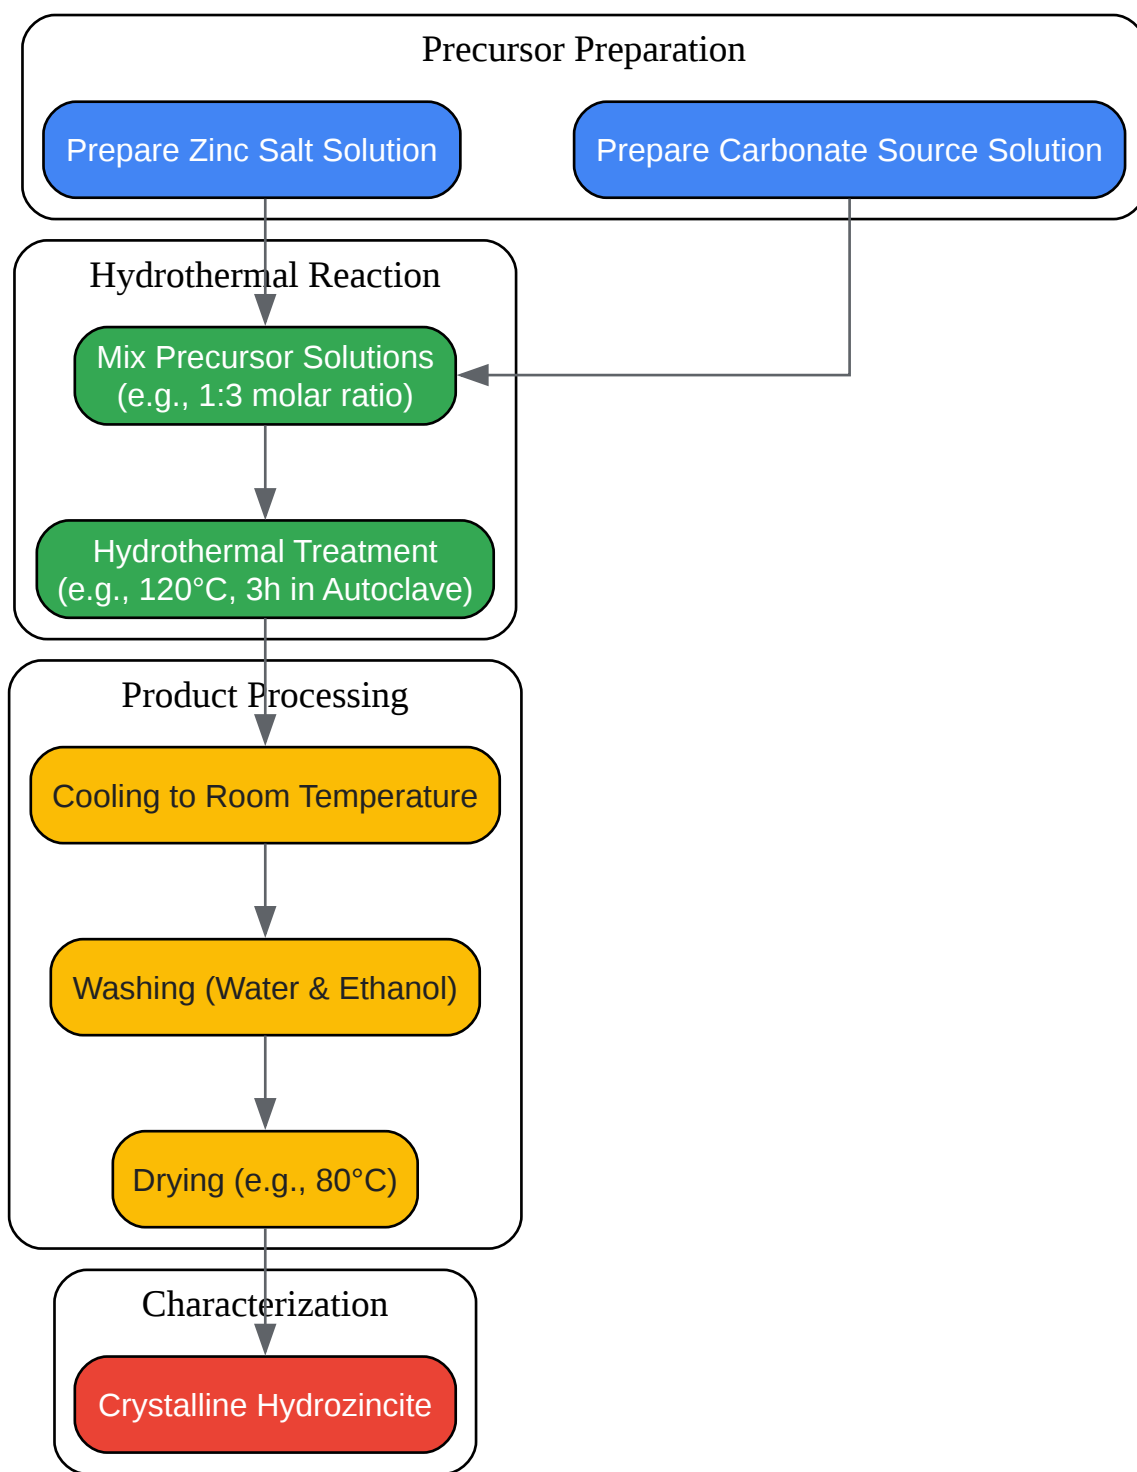 Precursor Preparation
Prepare Zinc Salt Solution
Prepare Carbonate Source Solution
Hydrothermal Reaction
Mix Precursor Solutions
(e.g., 1:3 molar ratio)
Hydrothermal Treatment
(e.g., 120°C, 3h in Autoclave)
Product Processing
Cooling to Room Temperature
Washing (Water & Ethanol)
Drying (e.g., 80°C)
Characterization
Crystalline Hydrozincite